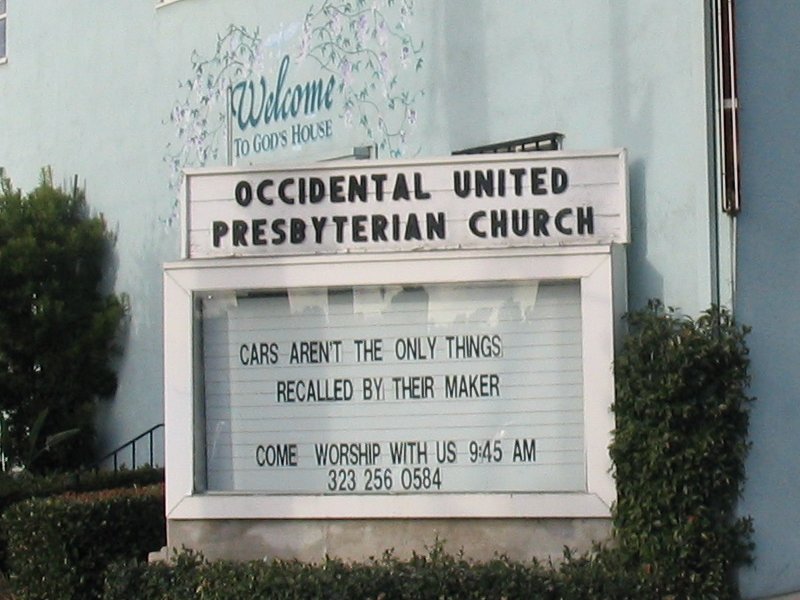 Welcome
TO GOD'S HOUSE
OCCIDENTAL UNITED
PRESBYTERIAN CHURCH
CARS AREN'T THE ONLY THINGS
RECALLED BY THEIR MAKER
COME WORSHIP WITH US 9:45 AM
323 256 0584